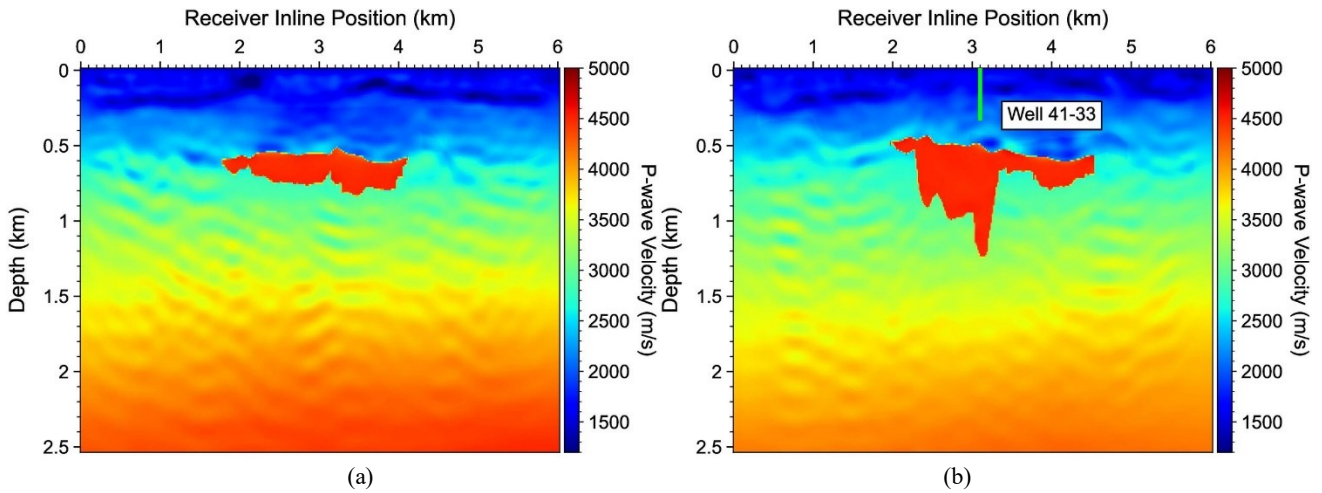 Receiver Inline Position (km)
0 1 2 3 4 5 6
Depth (km)
0
0.5
1
1.5
2
2.5
5000
4500
4000
3500
3000
2500
2000
1500
P-wave Velocity (m/s)
(a)
Receiver Inline Position (km)
0 1 2 3 4 5 6
Depth (km)
0
0.5
1
1.5
2
2.5
Well 41-33
5000
4500
4000
3500
3000
2500
2000
1500
P-wave Velocity (m/s)
(b)